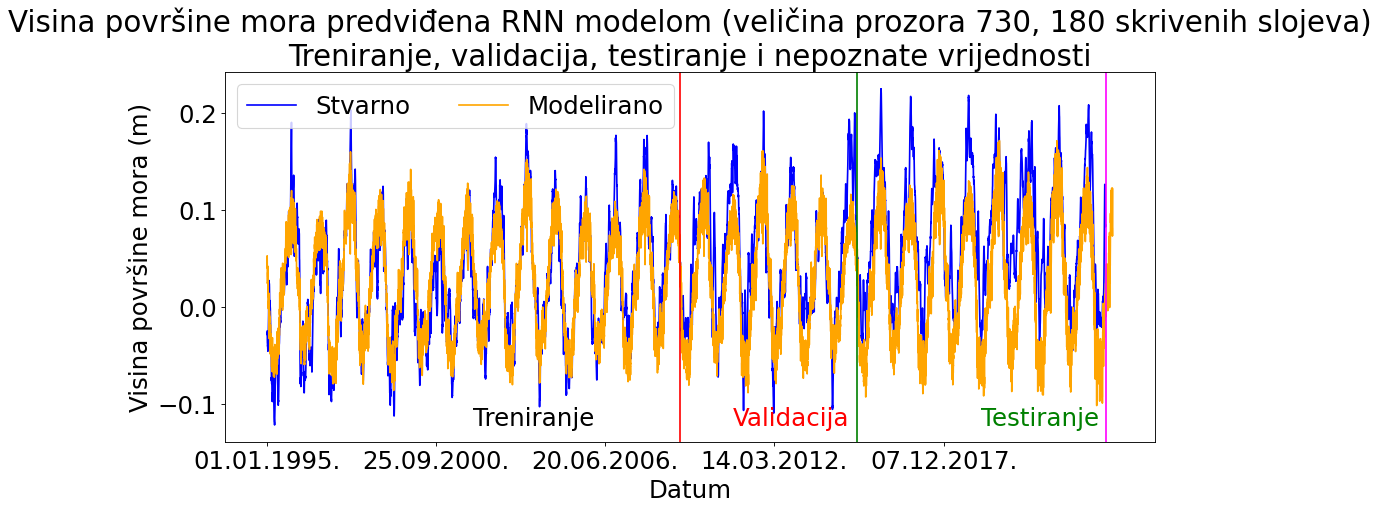 Visina površine mora predviđena RNN modelom (veličina prozora 730, 180 skrivenih slojeva)
Treniranje, validacija, testiranje i nepoznate vrijednosti
Stvarno Modelirano
Visina površine mora (m)
0.2
0.1
0.0
−0.1
Treniranje Validacija Testiranje
01.01.1995. 25.09.2000. 20.06.2006. 14.03.2012. 07.12.2017.
Datum